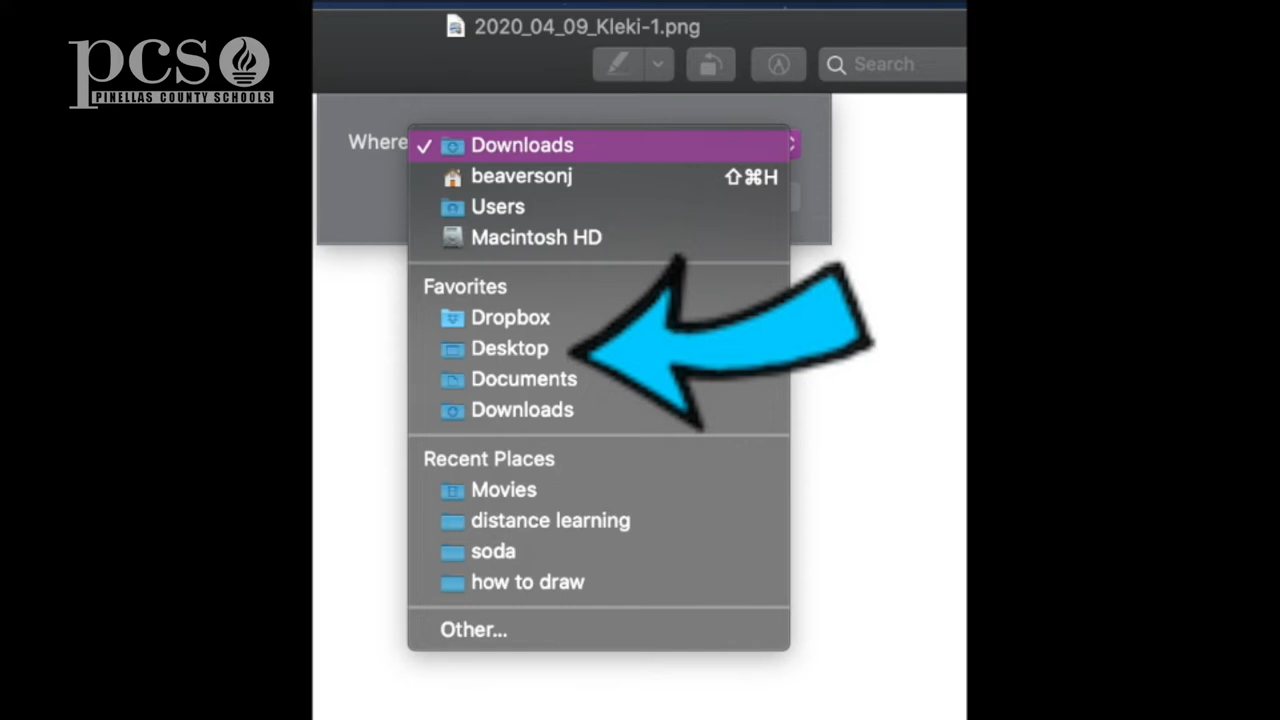 pcs
PINELLAS COUNTY SCHOOLS
2020_04_09_Kleki-1.png
Search
Where
✓ Downloads
beaversonj ⇧⌘H
Users
Macintosh HD
Favorites
Dropbox
Desktop
Documents
Downloads
Recent Places
Movies
distance learning
soda
how to draw
Other...